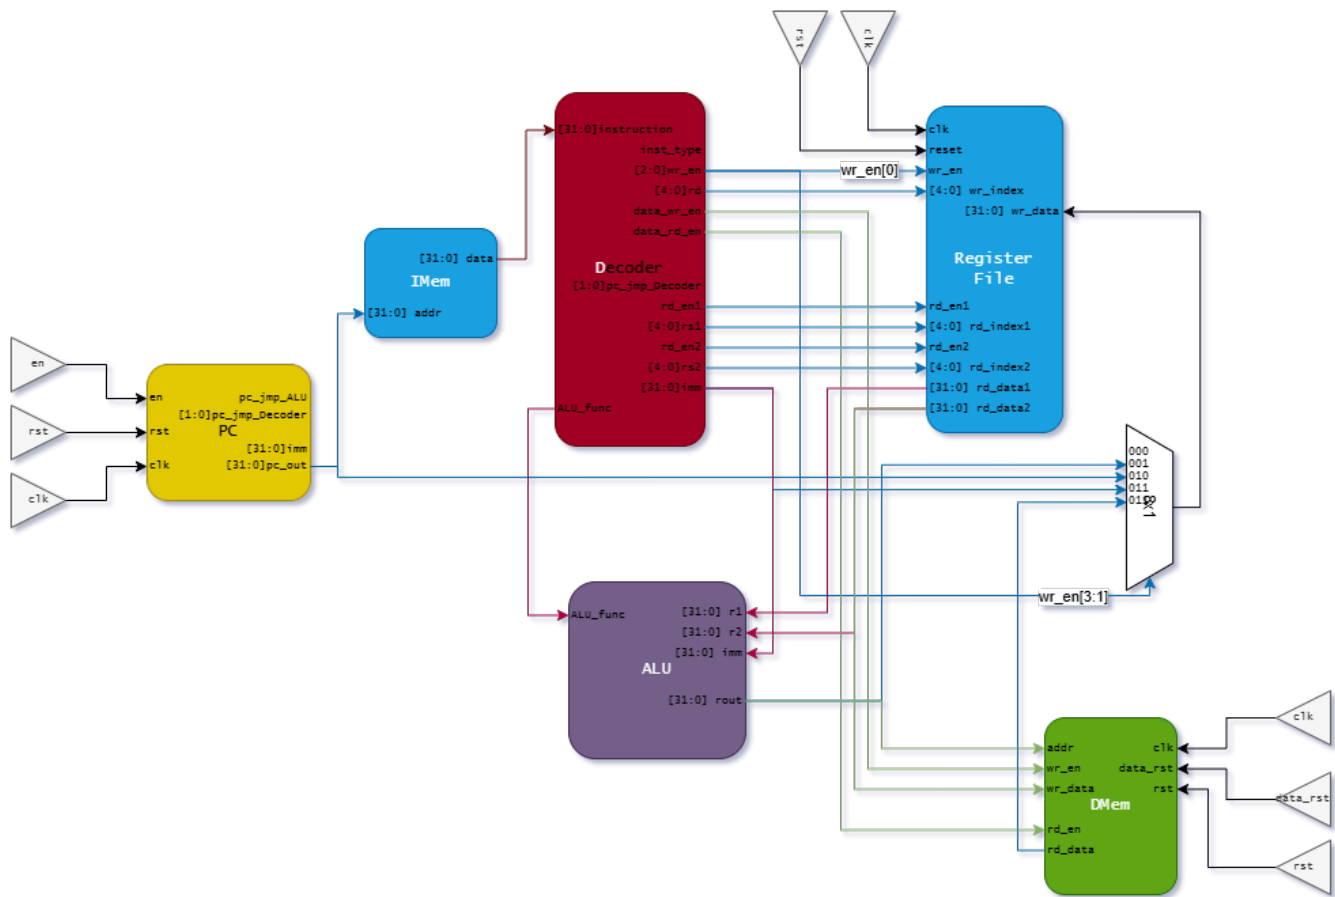 rst
clk
[31:0]instruction
inst_type
[2:0]wr_en
[4:0]rd
data_wr_en
data_rd_en
Decoder
[1:0]pc_jmp_Decoder
rd_en1
[4:0]rs1
rd_en2
[4:0]rs2
[31:0]imm
ALU_func
wr_en[0]
clk
reset
wr_en
[4:0] wr_index
[31:0] wr_data
Register
File
rd_en1
[4:0] rd_index1
rd_en2
[4:0] rd_index2
[31:0] rd_data1
[31:0] rd_data2
[31:0] data
IMem
[31:0] addr
en
rst
clk
en
pc_jmp_ALU
[1:0]pc_jmp_Decoder
rst
PC
[31:0]imm
clk
[31:0]pc_out
000
001
010
011
8x1
wr_en[3:1]
ALU_func
[31:0] r1
[31:0] r2
[31:0] imm
ALU
[31:0] rout
addr
clk
wr_en
data_rst
wr_data
rst
DMem
rd_en
rd_data
clk
data_rst
rst